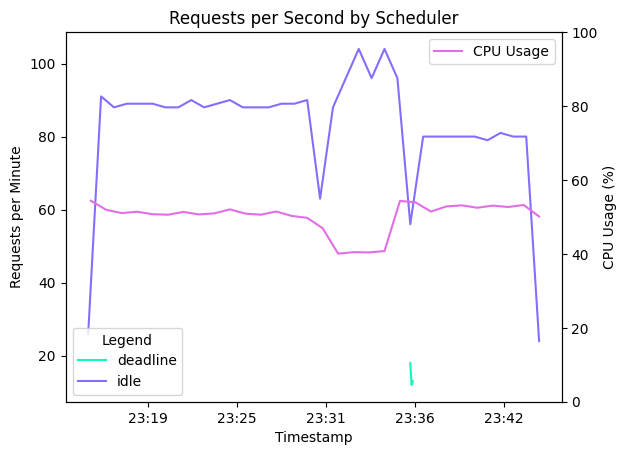 Requests per Second by Scheduler
CPU Usage
Requests per Minute
100
80
60
40
20
100
80
60
40
20
0
CPU Usage (%)
Legend
deadline
idle
23:19
23:25
23:31
23:36
23:42
Timestamp